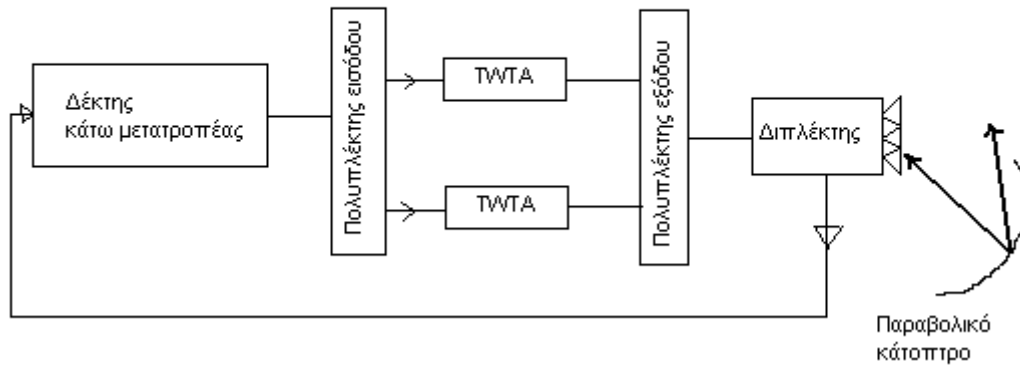 Δέκτης
κάτω μετατροπέας
Πολυπλέκτης εισόδου
TWTA
TWTA
Πολυπλέκτης εξόδου
Διπλέκτης
Παραβολικό
κάτοπτρο